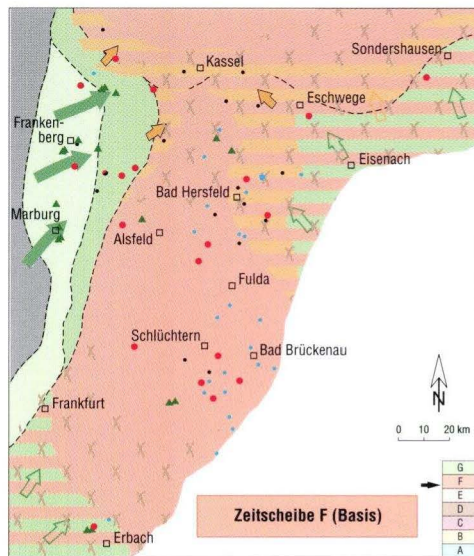 Sondershausen
Kassel
Eschwege
Franken-
berg
Eisenach
Bad Hersfeld
Marburg
Alsfeld
Fulda
Schlüchtern
Bad Brückenau
N
Frankfurt
0 10 20 km
G
F
E
D
C
B
A
Zeitscheibe F (Basis)
Erbach